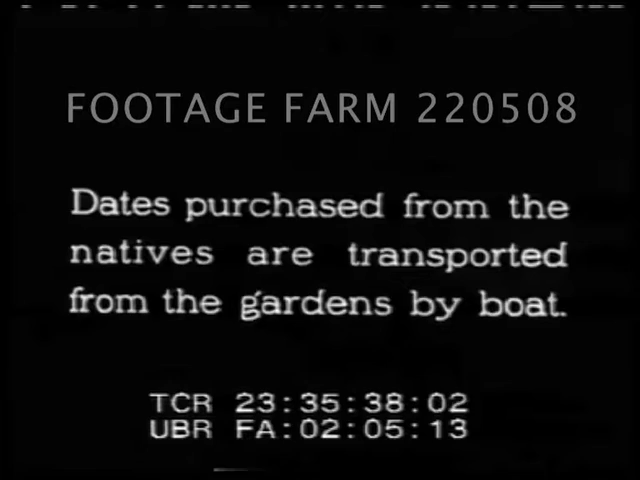 FOOTAGE FARM 220508
Dates purchased from the
natives are transported
from the gardens by boat.
TCR 23:35:38:02
UBR FA:02:05:13